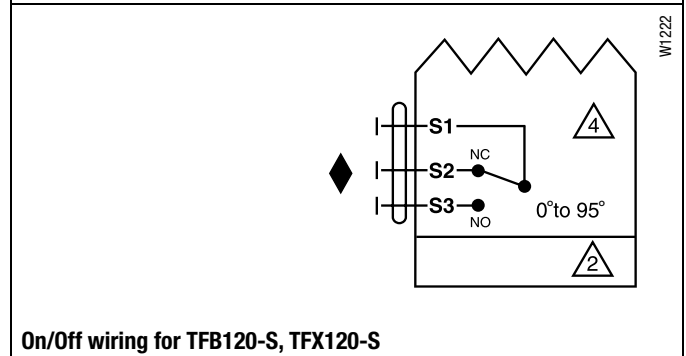 W1222
S1
4
NC
S2
S3
0°to 95°
NO
2
On/Off wiring for TFB120-S, TFX120-S